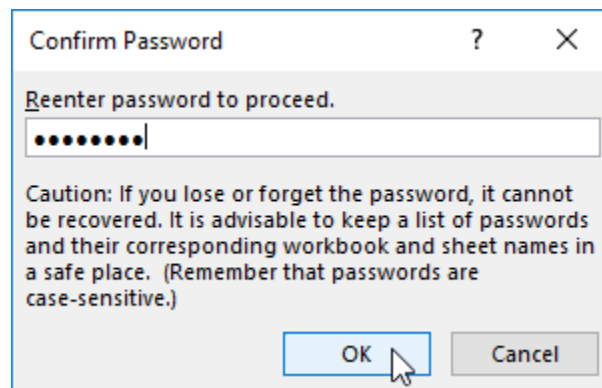 Confirm Password ?
Reenter password to proceed.
••••••••
Caution: If you lose or forget the password, it cannot
be recovered. It is advisable to keep a list of passwords
and their corresponding workbook and sheet names in
a safe place. (Remember that passwords are
case-sensitive.)
OK Cancel